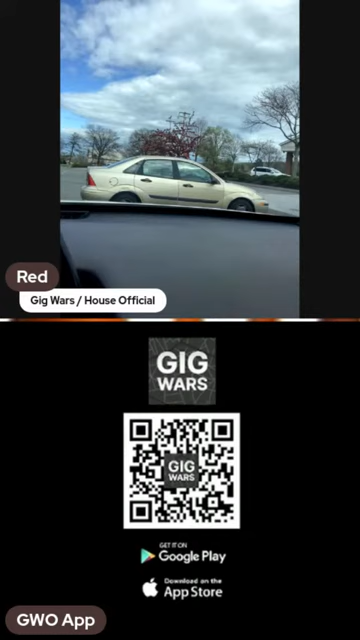 Red
Gig Wars / House Official
GIG
WARS
GIG
WARS
GET IT ON
Google Play
Download on the
App Store
GWO App